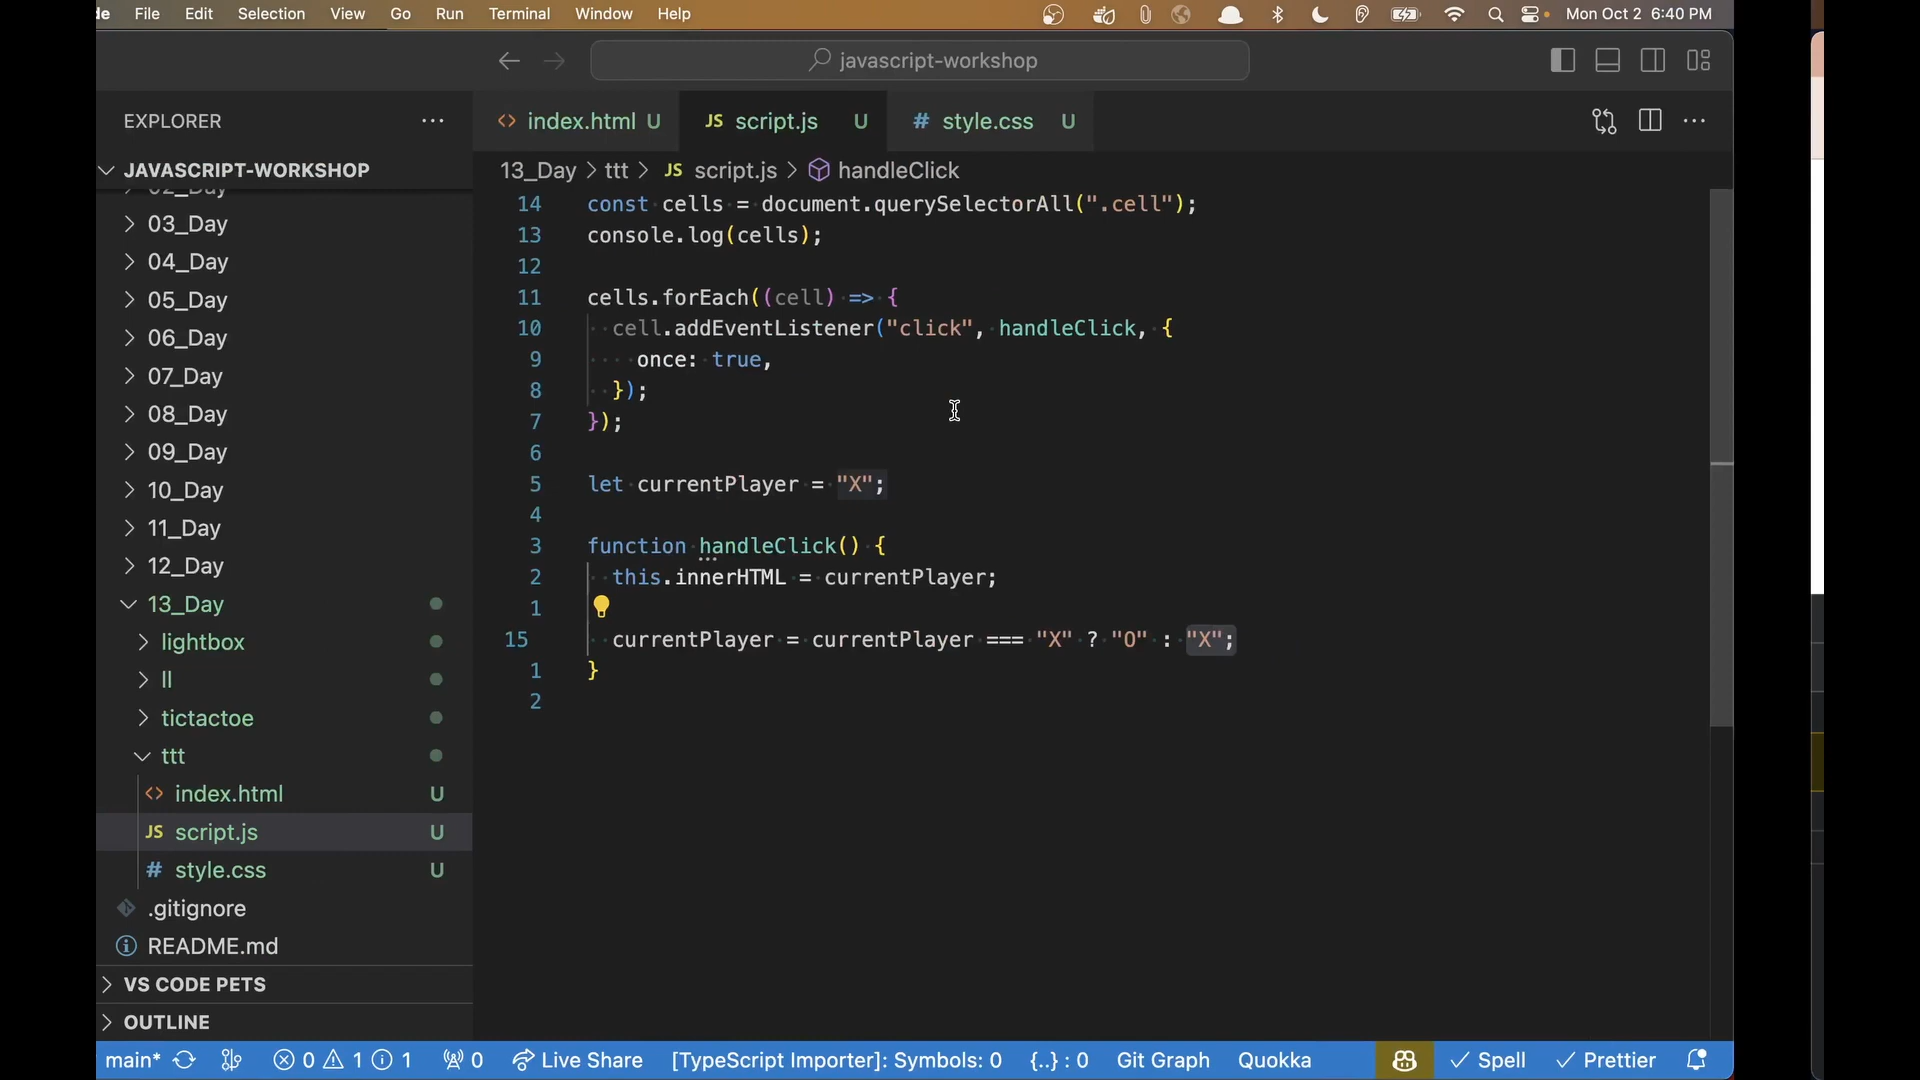 de File Edit Selection View Go Run Terminal Window Help Mon Oct 2 6:40 PM
javascript-workshop
EXPLORER
index.html U
JS script.js U
# style.css U
JAVASCRIPT-WORKSHOP
13_Day > ttt > JS script.js > handleClick
02_Day
03_Day
04_Day
05_Day
06_Day
07_Day
08_Day
09_Day
10_Day
11_Day
12_Day
13_Day
lightbox
ll
tictactoe
ttt
index.html U
JS script.js U
# style.css U
.gitignore
README.md
VS CODE PETS
OUTLINE
14 const cells = document.querySelectorAll(".cell");
13 console.log(cells);
12
11 cells.forEach((cell) => {
10 cell.addEventListener("click", handleClick, {
9 once: true,
8 });
7 });
6
5 let currentPlayer = "X";
4
3 function handleClick() {
2 this.innerHTML = currentPlayer;
1
15 currentPlayer = currentPlayer === "X" ? "O" : "X";
1 }
2
main* 0 1 1 0 Live Share [TypeScript Importer]: Symbols: 0 {..} : 0 Git Graph Quokka Spell Prettier